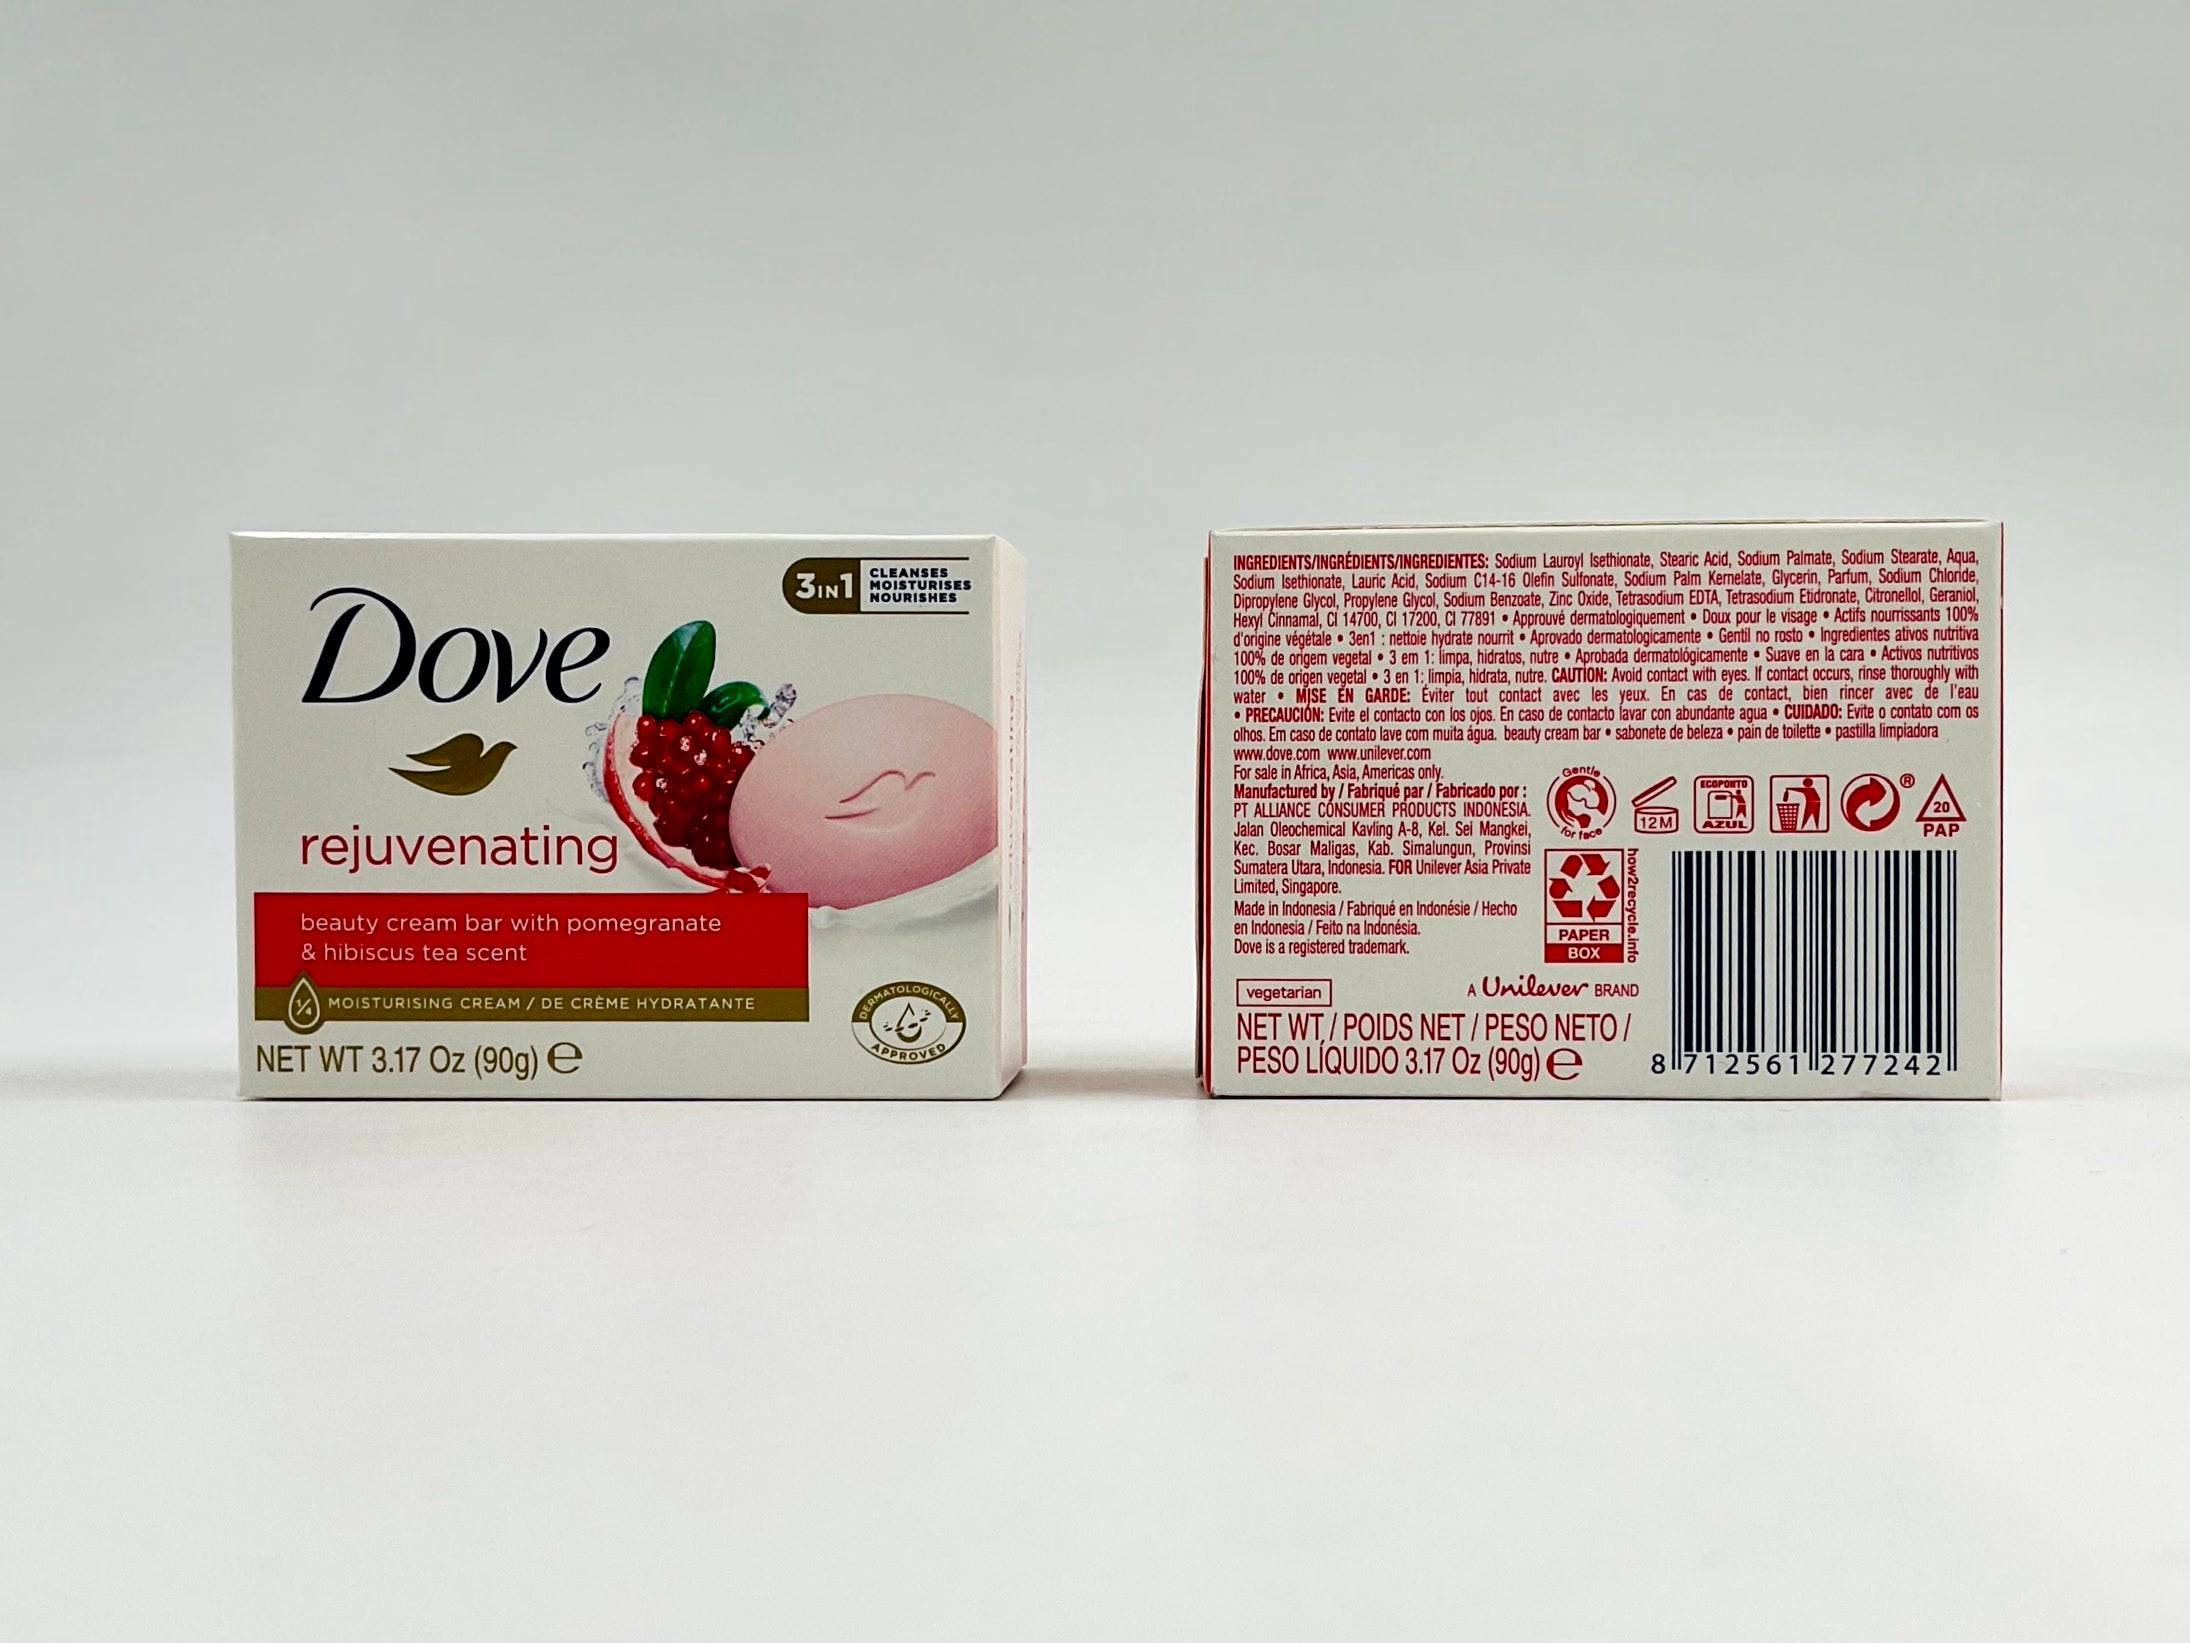 Dove
3IN1
CLEANSES
MOISTURISES
NOURISHES
rejuvenating
beauty cream bar with pomegranate
& hibiscus tea scent
1/4 MOISTURISING CREAM / DE CRÈME HYDRATANTE
NET WT 3.17 Oz (90g) e
DERMATOLOGICALLY
APPROVED
rejuvenating
INGREDIENTS/INGRÉDIENTS/INGREDIENTES: Sodium Lauroyl Isethionate, Stearic Acid, Sodium Palmate, Sodium Stearate, Aqua,
Sodium Isethionate, Lauric Acid, Sodium C14-16 Olefin Sulfonate, Sodium Palm Kernelate, Glycerin, Parfum, Sodium Chloride,
Dipropylene Glycol, Propylene Glycol, Sodium Benzoate, Zinc Oxide, Tetrasodium EDTA, Tetrasodium Etidronate, Citronellol, Geraniol,
Hexyl Cinnamal, CI 14700, CI 17200, CI 77891 • Approuvé dermatologiquement • Doux pour le visage • Actifs nourrissants 100%
d'origine végétale • 3en1 : nettoie hydrate nourrit • Aprovado dermatologicamente • Gentil no rosto • Ingredientes ativos nutritiva
100% de origem vegetal • 3 em 1: limpa, hidratos, nutre • Aprobada dermatológicamente • Suave en la cara • Activos nutritivos
100% de origen vegetal • 3 en 1: limpia, hidrata, nutre. CAUTION: Avoid contact with eyes. If contact occurs, rinse thoroughly with
water • MISE EN GARDE: Éviter tout contact avec les yeux. En cas de contact, bien rincer avec de l'eau
• PRECAUCIÓN: Evite el contacto con los ojos. En caso de contacto lavar con abundante agua • CUIDADO: Evite o contato com os
olhos. Em caso de contato lave com muita água. beauty cream bar • sabonete de beleza • pain de toilette • pastilla limpiadora
www.dove.com www.unilever.com
For sale in Africa, Asia, Americas only.
Manufactured by / Fabriqué par / Fabricado por :
PT ALLIANCE CONSUMER PRODUCTS INDONESIA.
Jalan Oleochemical Kavling A-8, Kel. Sei Mangkei,
Kec. Bosar Maligas, Kab. Simalungun, Provinsi
Sumatera Utara, Indonesia. FOR Unilever Asia Private
Limited, Singapore.
Made in Indonesia / Fabriqué en Indonésie / Hecho
en Indonesia / Feito na Indonésia.
Dove is a registered trademark.
Gentle
for face
12M
ECOPONTO
AZUL
®
20
PAP
how2recycle.info
PAPER
BOX
vegetarian
A Unilever BRAND
NET WT / POIDS NET / PESO NETO /
PESO LÍQUIDO 3.17 Oz (90g) e
8 712561 277242